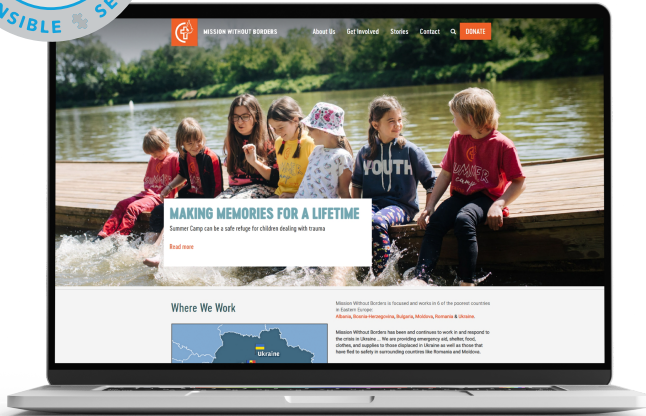 NSIBLE
SE
MISSION WITHOUT BORDERS
About Us
Get Involved
Stories
Contact
DONATE
YOUTH
SUMMER
camp
MAKING MEMORIES FOR A LIFETIME
Summer Camp can be a safe refuge for children dealing with trauma
Read more
Where We Work
Ukraine
Mission Without Borders is focused and works in 6 of the poorest countries
in Eastern Europe:
Albania, Bosnia-Herzegovina, Bulgaria, Moldova, Romania & Ukraine.
Mission Without Borders has been and continues to work in and respond to
the crisis in Ukraine ... We are providing emergency aid, shelter, food,
clothes, and supplies to those displaced in Ukraine as well as those that
have fled to safety in surrounding countries like Romania and Moldova.